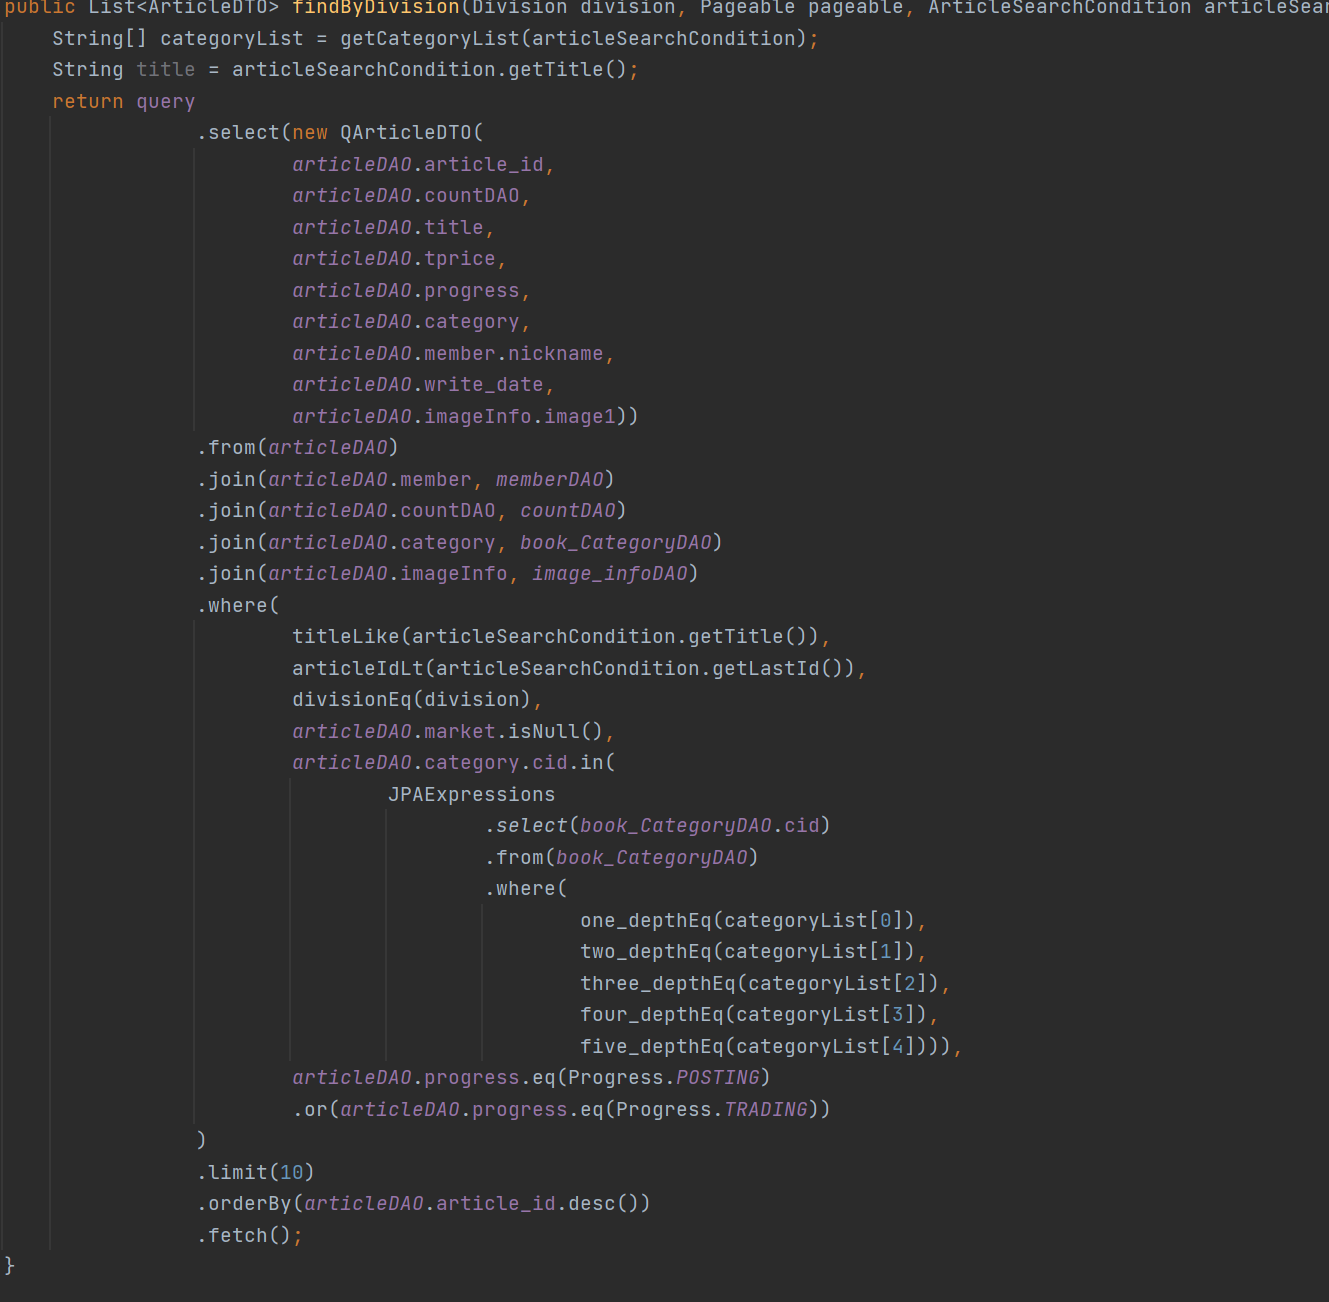 public List<ArticleDTO> findByDivision(Division division, Pageable pageable, ArticleSearchCondition articleSear
String[] categoryList = getCategoryList(articleSearchCondition);
String title = articleSearchCondition.getTitle();
return query
.select(new QArticleDTO(
articleDAO.article_id,
articleDAO.countDAO,
articleDAO.title,
articleDAO.tprice,
articleDAO.progress,
articleDAO.category,
articleDAO.member.nickname,
articleDAO.write_date,
articleDAO.imageInfo.image1))
.from(articleDAO)
.join(articleDAO.member, memberDAO)
.join(articleDAO.countDAO, countDAO)
.join(articleDAO.category, book_CategoryDAO)
.join(articleDAO.imageInfo, image_infoDAO)
.where(
titleLike(articleSearchCondition.getTitle()),
articleIdLt(articleSearchCondition.getLastId()),
divisionEq(division),
articleDAO.market.isNull(),
articleDAO.category.cid.in(
JPAExpressions
.select(book_CategoryDAO.cid)
.from(book_CategoryDAO)
.where(
one_depthEq(categoryList[0]),
two_depthEq(categoryList[1]),
three_depthEq(categoryList[2]),
four_depthEq(categoryList[3]),
five_depthEq(categoryList[4]))),
articleDAO.progress.eq(Progress.POSTING)
.or(articleDAO.progress.eq(Progress.TRADING))
)
.limit(10)
.orderBy(articleDAO.article_id.desc())
.fetch();
}